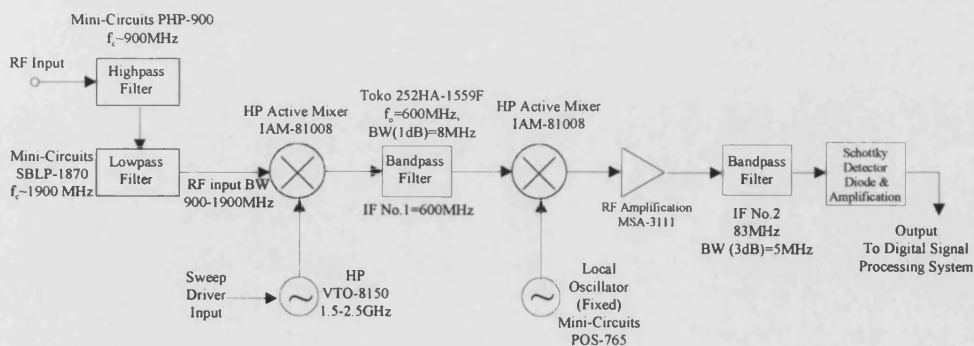 Mini-Circuits PHP-900
f_c~900MHz
RF Input
Highpass
Filter
Mini-Circuits
SBLP-1870
f_c~1900 MHz
Lowpass
Filter
RF input BW
900-1900MHz
HP Active Mixer
IAM-81008
Sweep
Driver
Input
HP
VTO-8150
1.5-2.5GHz
Toko 252HA-1559F
f_o=600MHz,
BW(1dB)=8MHz
Bandpass
Filter
IF No.1=600MHz
HP Active Mixer
IAM-81008
Local
Oscillator
(Fixed)
Mini-Circuits
POS-765
RF Amplification
MSA-3111
Bandpass
Filter
IF No.2
83MHz
BW (3dB)=5MHz
Schottky
Detector
Diode &
Amplification
Output
To Digital Signal
Processing System